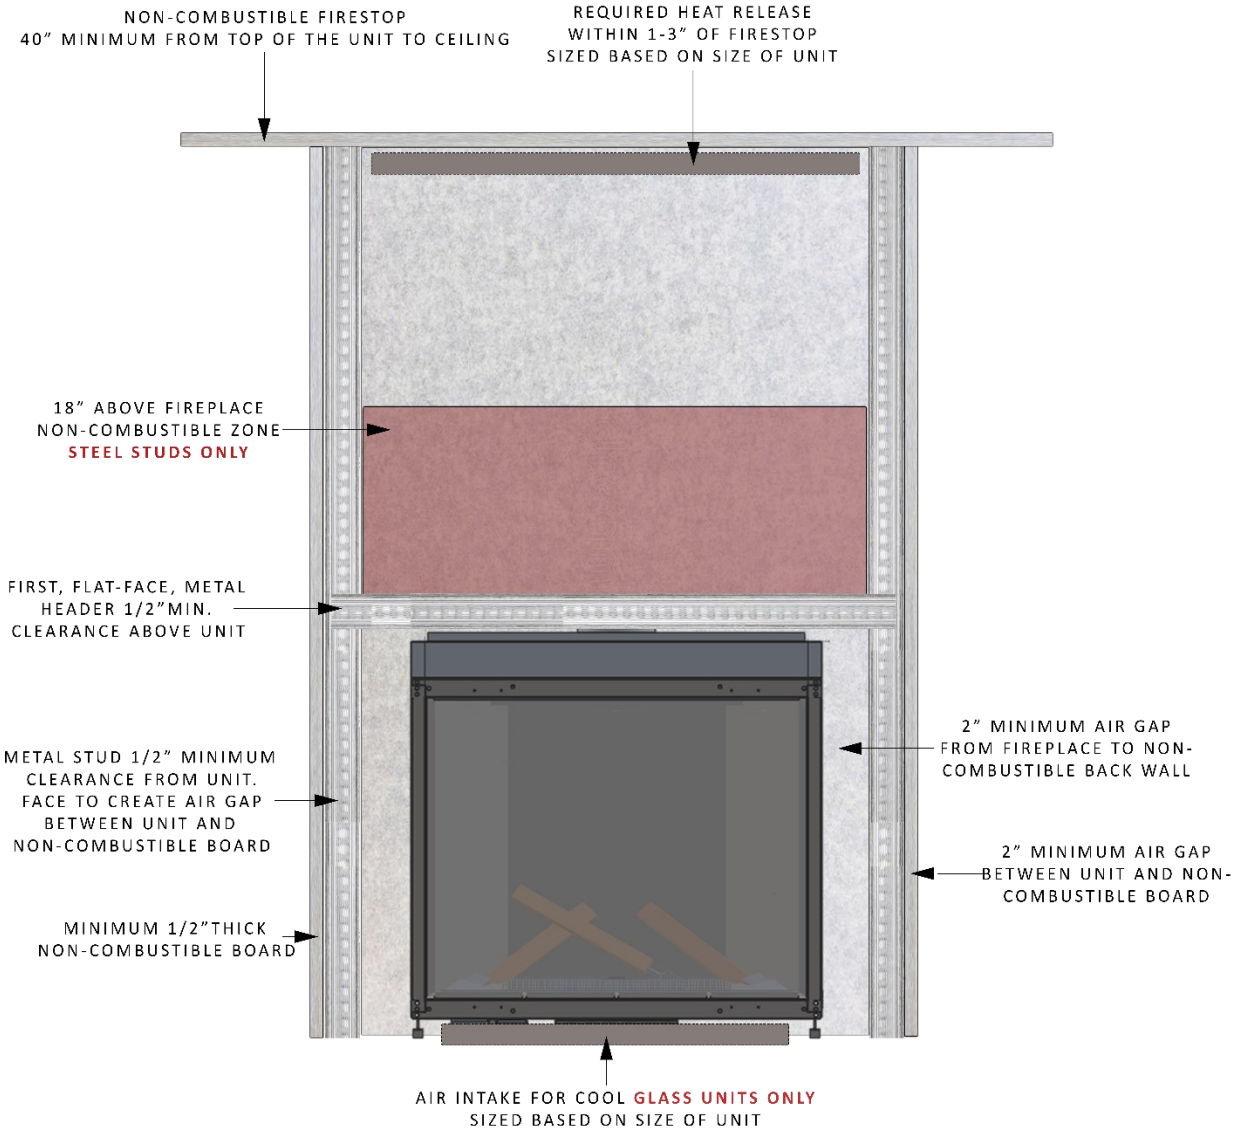 NON-COMBUSTIBLE FIRESTOP
40” MINIMUM FROM TOP OF THE UNIT TO CEILING
REQUIRED HEAT RELEASE
WITHIN 1-3” OF FIRESTOP
SIZED BASED ON SIZE OF UNIT
18” ABOVE FIREPLACE
NON-COMBUSTIBLE ZONE
STEEL STUDS ONLY
FIRST, FLAT-FACE, METAL
HEADER 1/2”MIN.
CLEARANCE ABOVE UNIT
METAL STUD 1/2” MINIMUM
CLEARANCE FROM UNIT.
FACE TO CREATE AIR GAP
BETWEEN UNIT AND
NON-COMBUSTIBLE BOARD
2” MINIMUM AIR GAP
FROM FIREPLACE TO NON-
COMBUSTIBLE BACK WALL
2” MINIMUM AIR GAP
BETWEEN UNIT AND NON-
COMBUSTIBLE BOARD
MINIMUM 1/2”THICK
NON-COMBUSTIBLE BOARD
AIR INTAKE FOR COOL GLASS UNITS ONLY
SIZED BASED ON SIZE OF UNIT